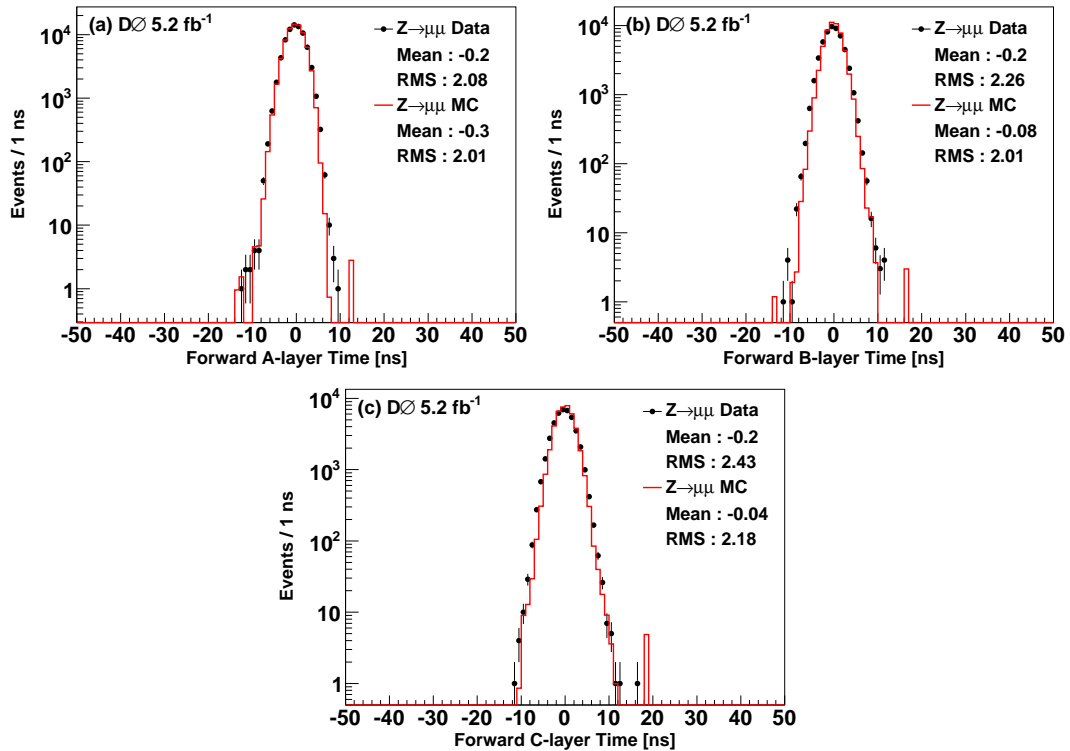 (a) DØ 5.2 fb⁻¹
Z→μμ Data
Mean : -0.2
RMS : 2.08
Z→μμ MC
Mean : -0.3
RMS : 2.01
Events / 1 ns
10⁴
10³
10²
10
1
-50 -40 -30 -20 -10 0 10 20 30 40 50
Forward A-layer Time [ns]
(b) DØ 5.2 fb⁻¹
Z→μμ Data
Mean : -0.2
RMS : 2.26
Z→μμ MC
Mean : -0.08
RMS : 2.01
Events / 1 ns
10⁴
10³
10²
10
1
-50 -40 -30 -20 -10 0 10 20 30 40 50
Forward B-layer Time [ns]
(c) DØ 5.2 fb⁻¹
Z→μμ Data
Mean : -0.2
RMS : 2.43
Z→μμ MC
Mean : -0.04
RMS : 2.18
Events / 1 ns
10⁴
10³
10²
10
1
-50 -40 -30 -20 -10 0 10 20 30 40 50
Forward C-layer Time [ns]